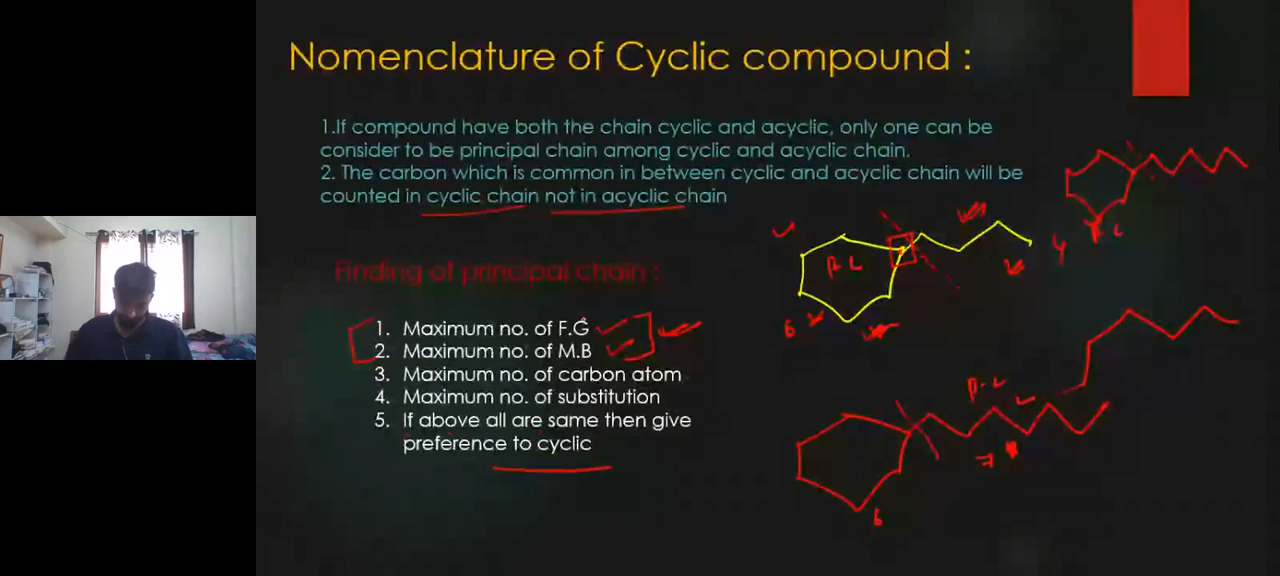 Nomenclature of Cyclic compound :
1.If compound have both the chain cyclic and acyclic, only one can be
consider to be principal chain among cyclic and acyclic chain.
2. The carbon which is common in between cyclic and acyclic chain will be
counted in cyclic chain not in acyclic chain
Finding of principal chain :
1. Maximum no. of F.G
2. Maximum no. of M.B
3. Maximum no. of carbon atom
4. Maximum no. of substitution
5. If above all are same then give
preference to cyclic
P.C
6
4
P.C
P.C
7
6